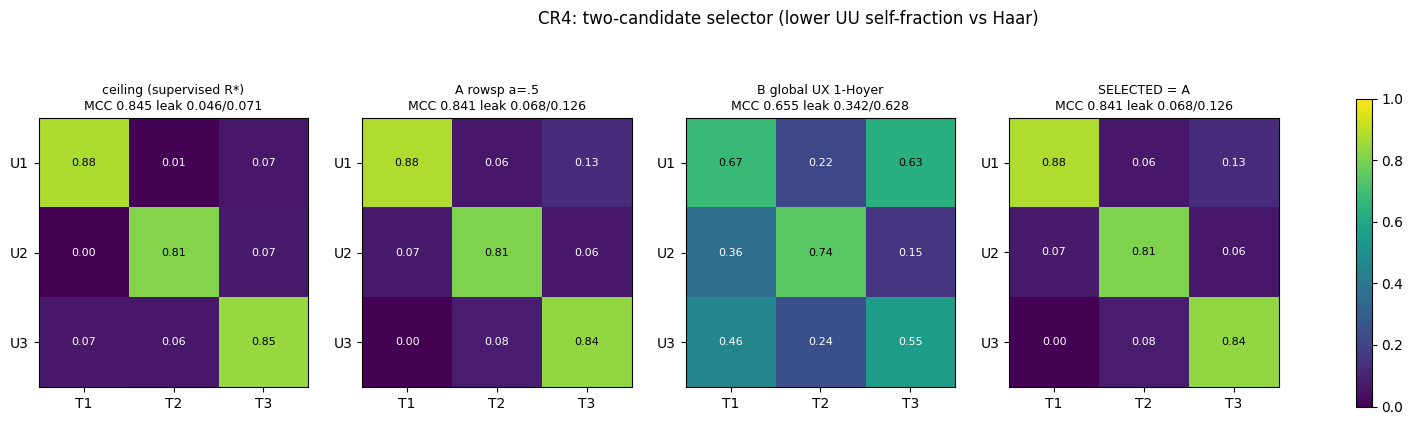 CR4: two-candidate selector (lower UU self-fraction vs Haar)
ceiling (supervised R*)
MCC 0.845 leak 0.046/0.071
U1 0.88 0.01 0.07
U2 0.00 0.81 0.07
U3 0.07 0.06 0.85
T1 T2 T3
A rowsp a=.5
MCC 0.841 leak 0.068/0.126
U1 0.88 0.06 0.13
U2 0.07 0.81 0.06
U3 0.00 0.08 0.84
T1 T2 T3
B global UX 1-Hoyer
MCC 0.655 leak 0.342/0.628
U1 0.67 0.22 0.63
U2 0.36 0.74 0.15
U3 0.46 0.24 0.55
T1 T2 T3
SELECTED = A
MCC 0.841 leak 0.068/0.126
U1 0.88 0.06 0.13
U2 0.07 0.81 0.06
U3 0.00 0.08 0.84
T1 T2 T3
1.0
0.8
0.6
0.4
0.2
0.0